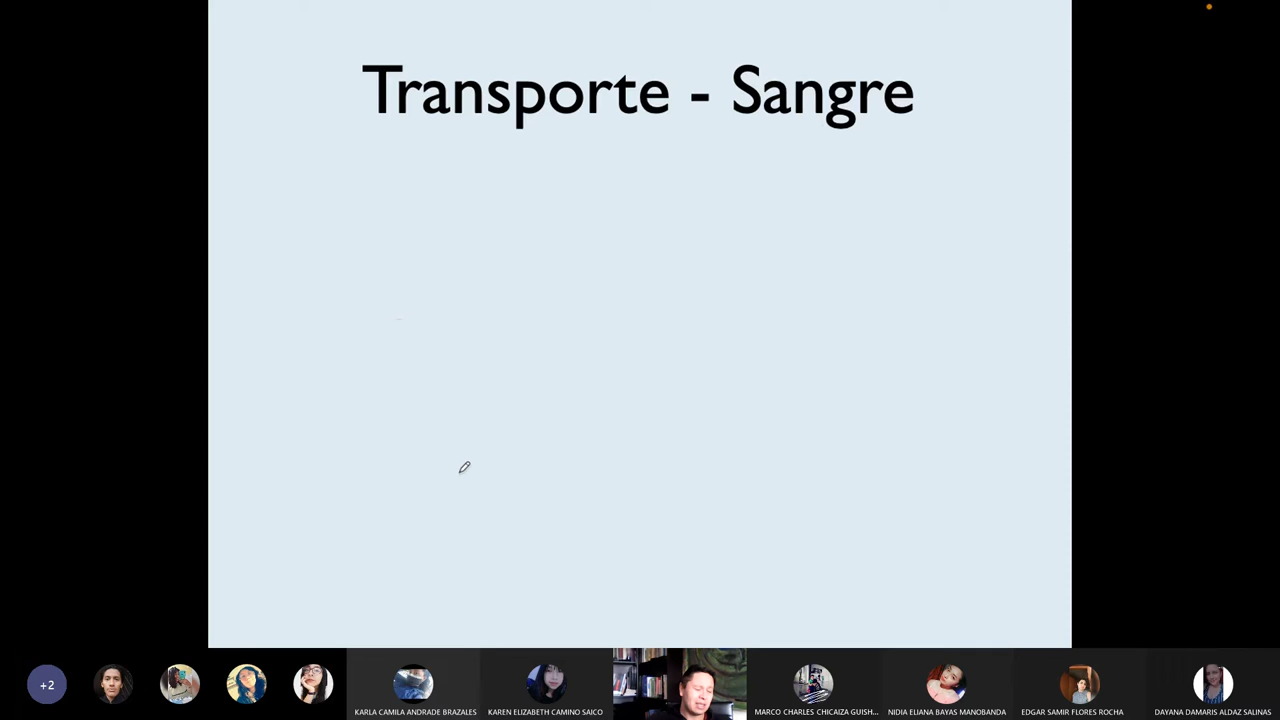 Transporte - Sangre
+2
KARLA CAMILA ANDRADE BRAZALES
KAREN ELIZABETH CAMINO SAICO
MARCO CHARLES CHICAIZA GUISH...
NIDIA ELIANA BAYAS MANOBANDA
EDGAR SAMIR FLORES ROCHA
DAYANA DAMARIS ALDAZ SALINAS